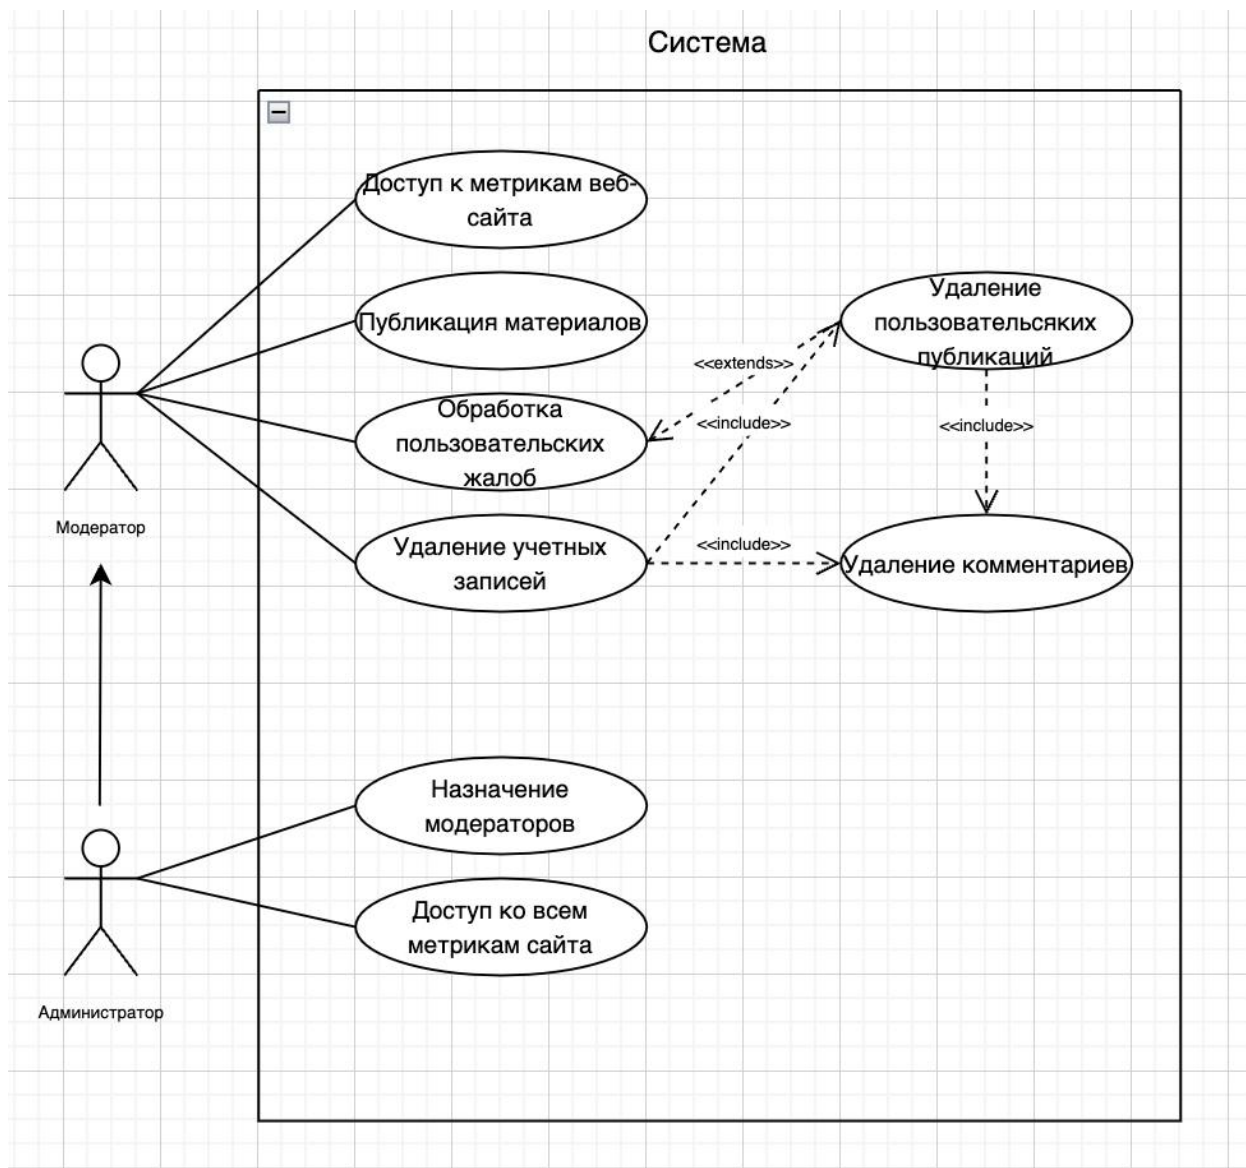 Система
Доступ к метрикам веб-
сайта
Публикация материалов
Обработка
пользовательских
жалоб
Удаление учетных
записей
<<extends>>
<<include>>
<<include>>
Удаление
пользовательсяких
публикаций
<<include>>
Удаление комментариев
Модератор
Назначение
модераторов
Доступ ко всем
метрикам сайта
Администратор